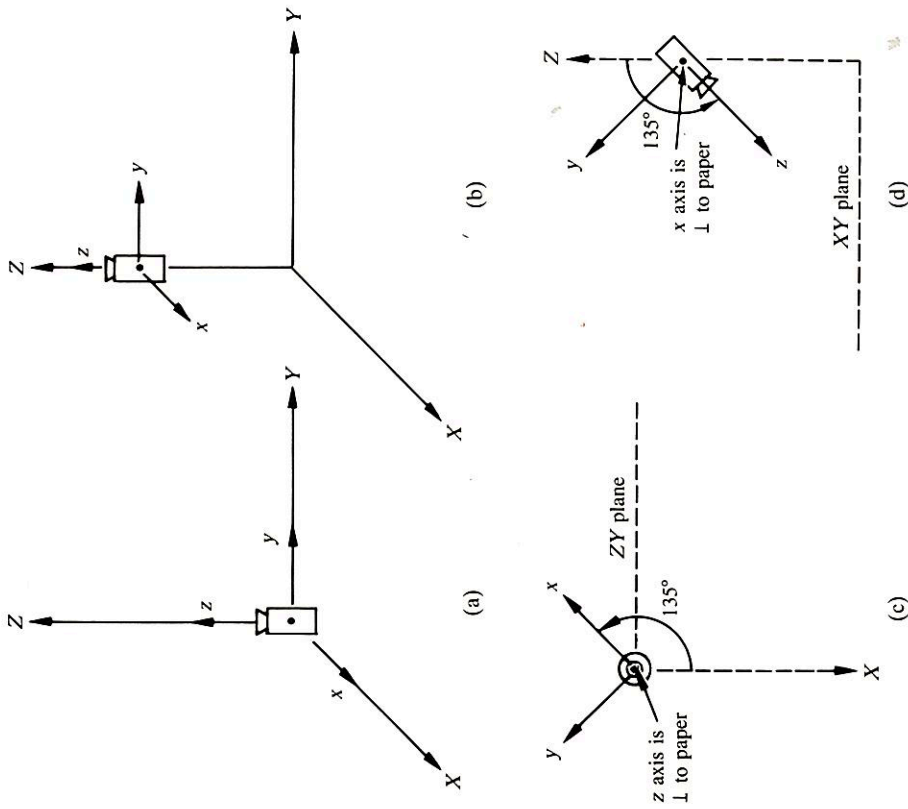 Z
z
y
Y
x
X
(a)
Z
z
y
Y
x
X
(b)
x
y
ZY plane
135°
z axis is
⊥ to paper
X
(c)
Z
y
135°
x axis is
⊥ to paper
z
XY plane
(d)